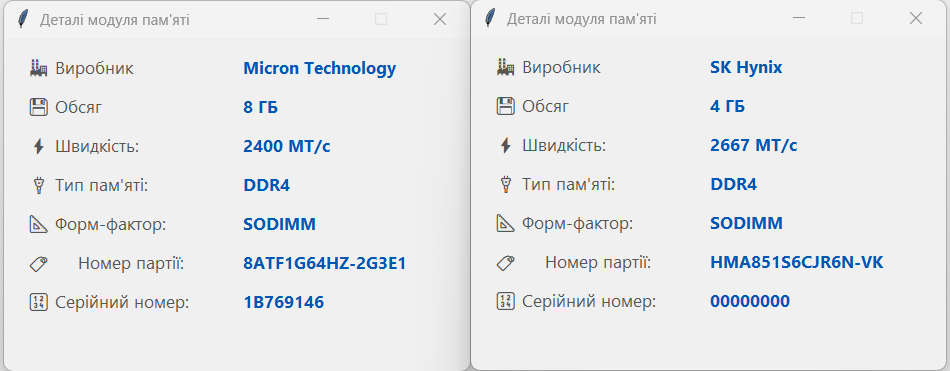 Деталі модуля пам'яті
Виробник Micron Technology
Обсяг 8 ГБ
Швидкість: 2400 МТ/с
Тип пам'яті: DDR4
Форм-фактор: SODIMM
Номер партії: 8ATF1G64HZ-2G3E1
Серійний номер: 1B769146
Деталі модуля пам'яті
Виробник SK Hynix
Обсяг 4 ГБ
Швидкість: 2667 МТ/с
Тип пам'яті: DDR4
Форм-фактор: SODIMM
Номер партії: HMA851S6CJR6N-VK
Серійний номер: 00000000